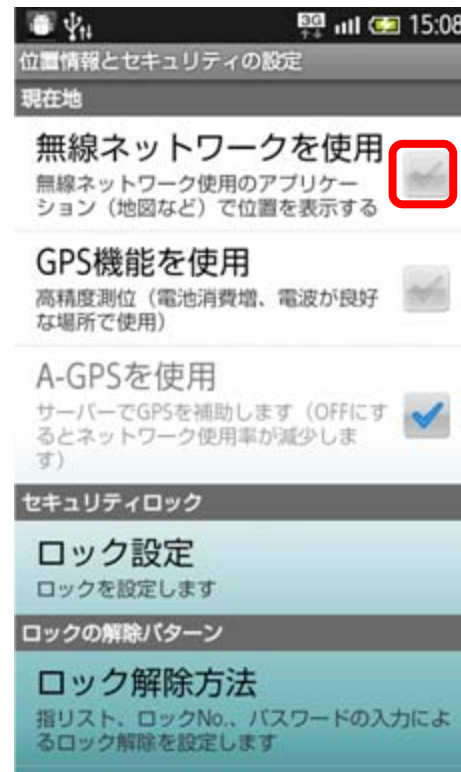 3G 15:08
位置情報とセキュリティの設定
現在地
無線ネットワークを使用
無線ネットワーク使用のアプリケー
ション（地図など）で位置を表示する
GPS機能を使用
高精度測位（電池消費増、電波が良好
な場所で使用）
A-GPSを使用
サーバーでGPSを補助します（OFFにす
るとネットワーク使用率が減少しま
す）
セキュリティロック
ロック設定
ロックを設定します
ロックの解除パターン
ロック解除方法
指リスト、ロックNo.、パスワードの入力によ
るロック解除を設定します